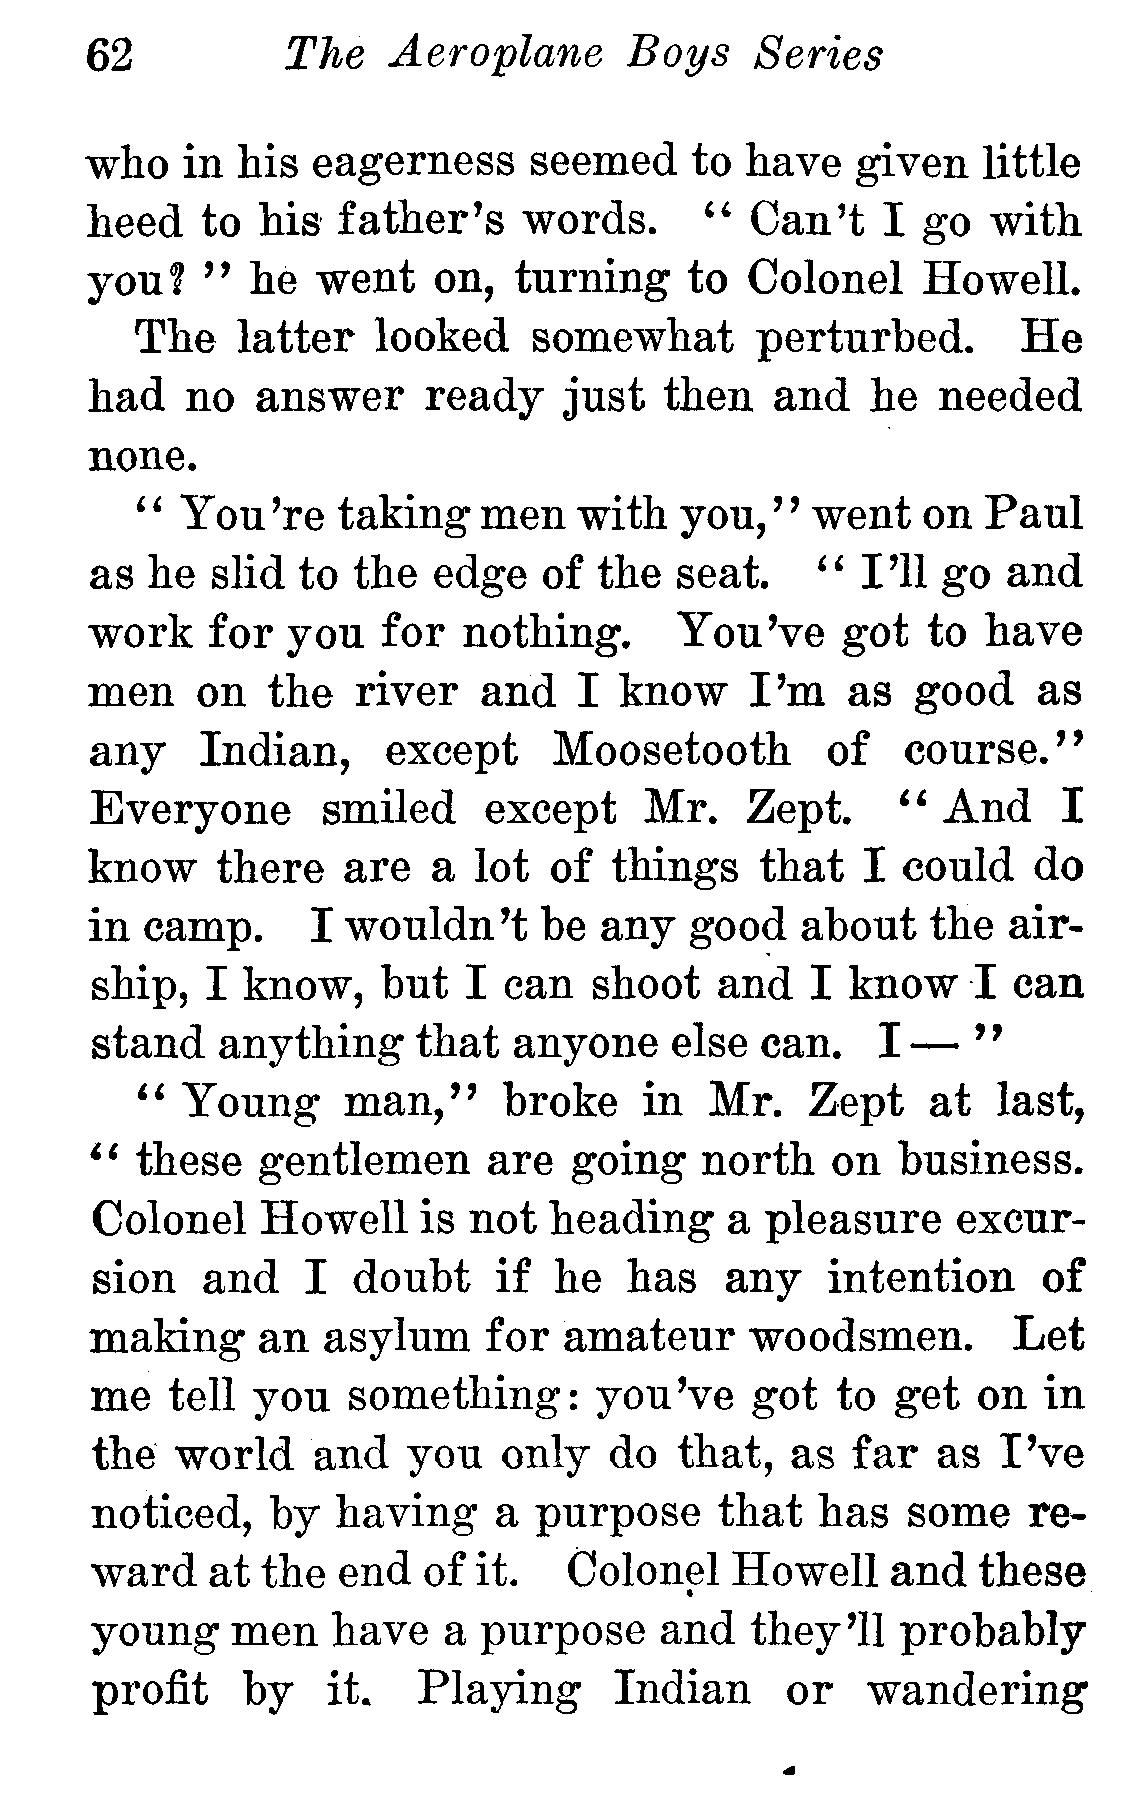 62 The Aeroplane Boys Series
who in his eagerness seemed to have given little
heed to his father's words. " Can't I go with
you? " he went on, turning to Colonel Howell.
The latter looked somewhat perturbed. He
had no answer ready just then and he needed
none.
" You're taking men with you," went on Paul
as he slid to the edge of the seat. " I'll go and
work for you for nothing. You've got to have
men on the river and I know I'm as good as
any Indian, except Moosetooth of course."
Everyone smiled except Mr. Zept. " And I
know there are a lot of things that I could do
in camp. I wouldn't be any good about the air-
ship, I know, but I can shoot and I know I can
stand anything that anyone else can. I— "
" Young man," broke in Mr. Zept at last,
" these gentlemen are going north on business.
Colonel Howell is not heading a pleasure excur-
sion and I doubt if he has any intention of
making an asylum for amateur woodsmen. Let
me tell you something: you've got to get on in
the world and you only do that, as far as I've
noticed, by having a purpose that has some re-
ward at the end of it. Colonel Howell and these
young men have a purpose and they'll probably
profit by it. Playing Indian or wandering